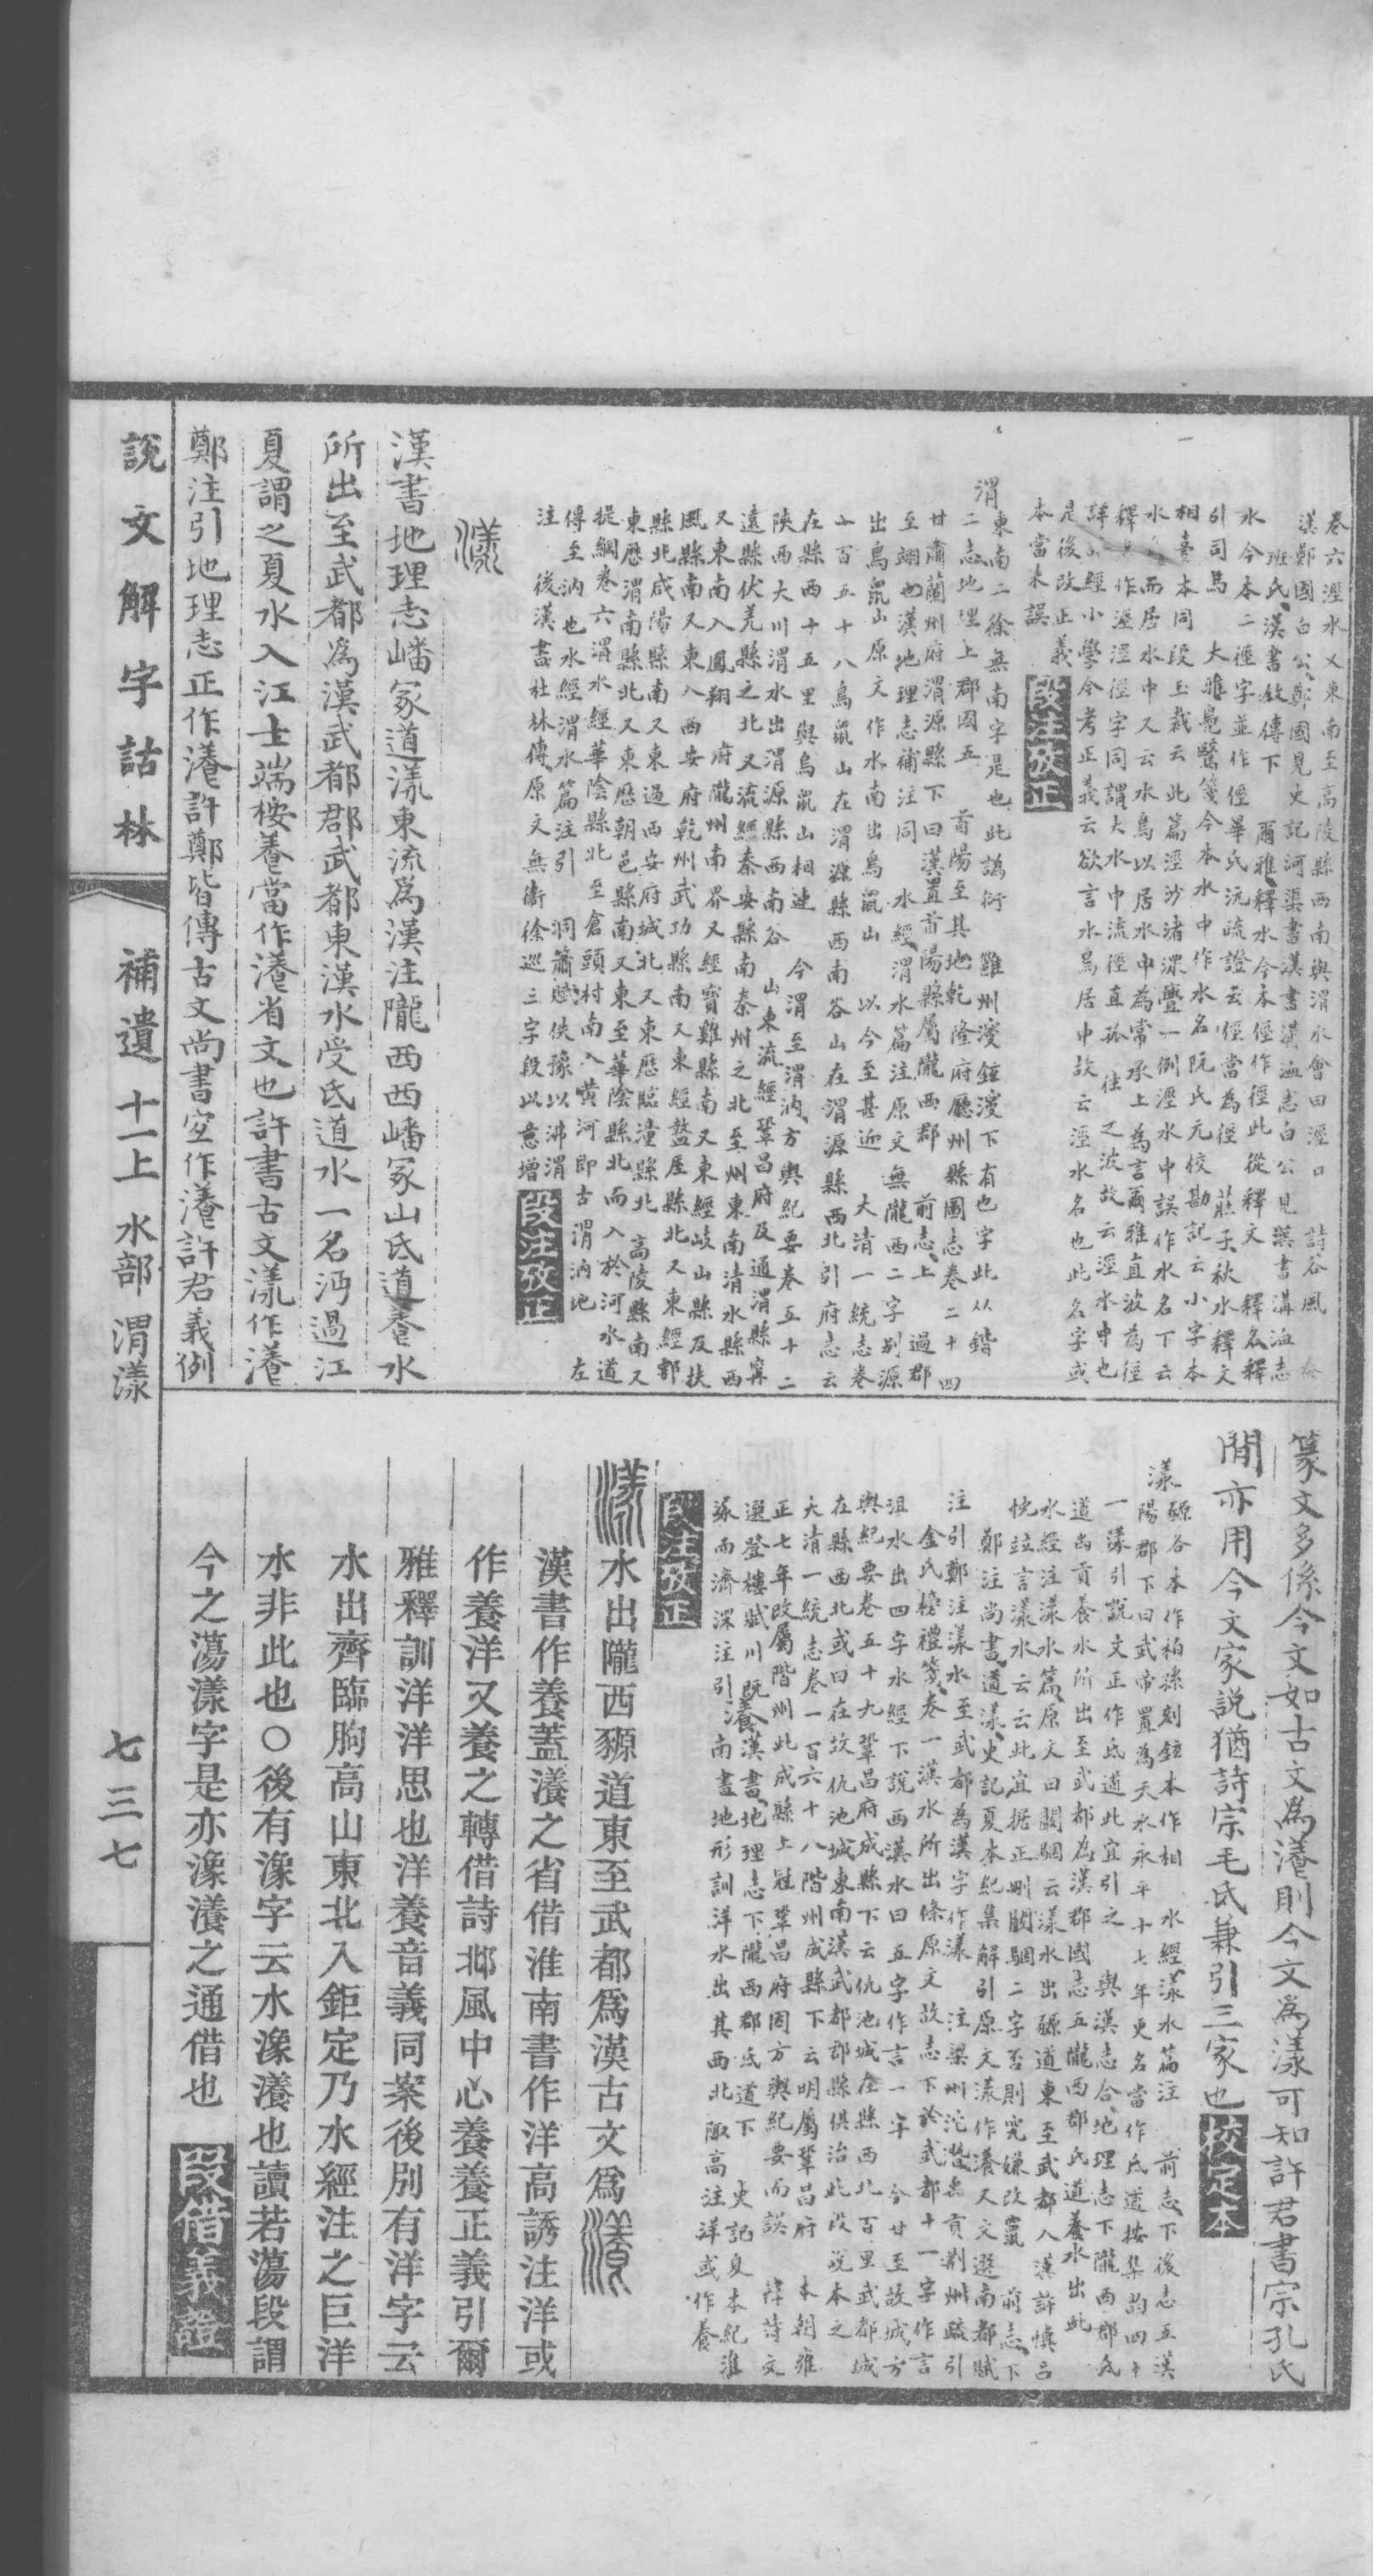 卷六涇水又東南至高陵縣西南與渭水會曰涇口　詩谷風
漢鄭國白公鄭國見史記河渠書漢書溝洫志白公見漢書溝洫志
班氏漢書敘傳下　爾雅釋水今本徑作徑此從釋文　釋名釋
水今本二徑字並作徑畢氏沅疏證云徑當為徑　莊子秋水釋文
引司馬　大雅鳧鷖箋今本水中作水名阮氏元校勘記云小字本
相臺本同段玉裁云此篇涇沙渚潨亹一例涇水中誤作水名下云
水而居水中又云水鳥以居水中為常承上為言爾雅直波為徑
釋作涇徑字同謂大水中流徑直孤往之波故云涇水中也
詳經小學今考正義云欲言水鳥居中故云涇水名也此名字或
是後改正義
本當未誤　段注攷正
渭東南二徐無南字是也此譌衍　雝州寖鍾寖下有也字此从鍇
二志地理上郡國五　首陽至其地乾隆府廳州縣圖志卷二十四
甘肅蘭州府渭源縣下曰漢置首陽縣屬隴西郡　前志上　過郡
至翊也漢地理志補注同　水經渭水篇注原文無隴西二字別源
出鳥鼠山原文作水南出鳥鼠山　以今至甚近　大清一統志卷
一百五十八鳥鼠山在渭源縣西南谷山在渭源縣西北引府志云
在縣西十五里與鳥鼠山相連　今渭至渭汭方輿紀要卷五十二
陝西大川渭水出渭源縣西南谷山東流經鞏昌府及通渭縣寧
遠縣伏羌縣之北又流經秦安縣南秦州之北至州東南清水縣西
又東南入鳳翔府隴州南界又經寶雞縣南又東經岐山縣及扶
風縣南又東入西安府乾州武功縣南又東經盩厔縣北又東經鄠
縣北咸陽縣南又東過西安府城北又東歷臨潼縣北高陵縣南又
東歷渭南縣北又東歷朝邑縣南又東至華陰縣北而入於河水道
提綱卷六渭水經華陰縣北至倉頭村南入黃河即古渭汭地　左
傳至汭也水經渭水篇注引　洞簫賦佚豫以沸渭
注　後漢書杜林傳原文無衞徐巡三字段以意增　段注攷正
漾
漢書地理志嶓冢道漾東流爲漢注隴西西嶓冢山氐道養水
所出至武都爲漢武都郡武都東漢水受氐道水一名沔過江
夏謂之夏水入江士端桉養當作瀁省文也許書古文漾作瀁
鄭注引地理志正作瀁許鄭皆傳古文尚書宜作瀁許君義例
篆文多係今文如古文爲瀁則今文爲漾可知許君書宗孔氏
閒亦用今文家説猶詩宗毛氏兼引三家也　校定本
漾豲各本作柏孫刻鉉本作相　水經漾水篇注　前志下後志五漢
陽郡下曰武帝置為天水永平十七年更名當作氐道按集韵四十
一漾引説文正作氐道此宜引之　與漢志合地理志下隴西郡氐
道禹貢養水所出至武都為漢郡國志五隴西郡氐道養水出此
水經注漾水篇原文曰闞駰云漾水出豲道東至武都入漢許慎呂
忱竝言漾水云云此宜据正刪闞駰二字否則宄嫌改竄　前志下
鄭注尚書道漾史記夏本紀集解引原文漾作瀁又文選南都賦
注引鄭注漾水至武都為漢字作漾　注梁州沱灊禹貢荆州疏引
金氏榜禮箋卷一漢水所出條原文故志下於武都十一字作言
沮水出四字水經下說西漢水曰五字作言一字　今廿至故城方
輿紀要卷五十九鞏昌府成縣下云仇池城在縣西北百里武都城
在縣西北或曰在故仇池城東南漢武都郡縣俱治此段說本之
大清一統志卷一百六十八階州成縣下云明屬鞏昌府　本朝雍
正七年改屬階州此成縣上冠鞏昌府因方輿紀要而誤　韓詩文
選登樓賦川既瀁漢書地理志下隴西郡氐道下　史記夏本紀淮
豕而濟深注引　南書地形訓洋水出其西北陬高注洋或作養
段注攷正
漾水出隴西豲道東至武都爲漢古文爲瀁
漢書作養蓋瀁之省借淮南書作洋高誘注洋或
作養洋又養之轉借詩邶風中心養養正義引爾
雅釋訓洋洋思也洋養音義同案後別有洋字云
水出齊臨朐高山東北入鉅定乃水經注之巨洋
水非此也○後有潒字云水潒瀁也讀若蕩段謂
今之蕩漾字是亦潒瀁之通借也　段借義證
説文解字詁林　補遺　十一上　水部　渭漾
七三七